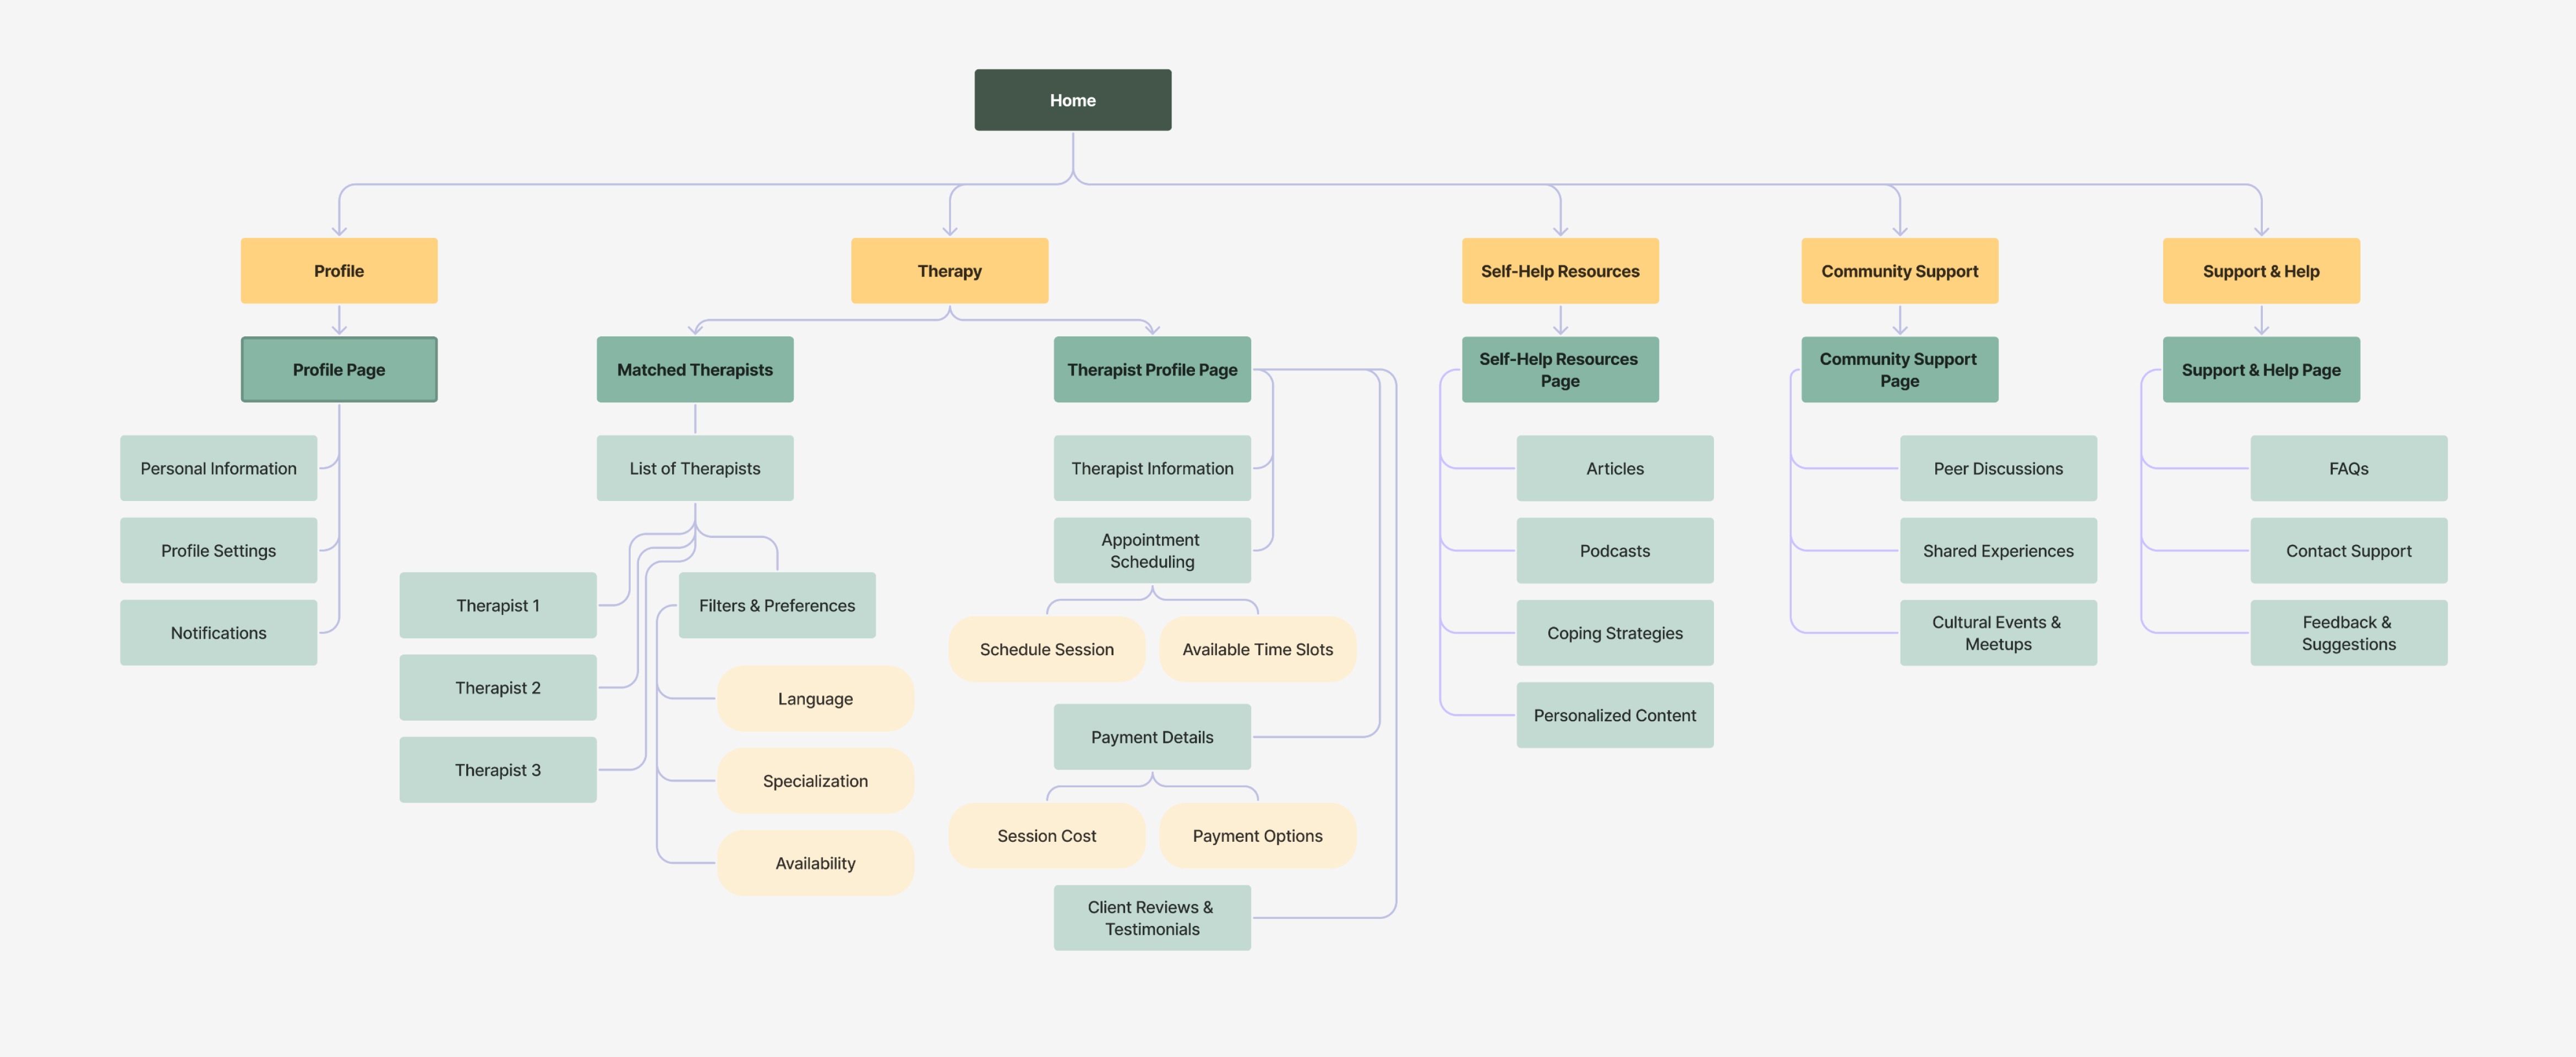 Home
Profile
Therapy
Self-Help Resources
Community Support
Support & Help
Profile Page
Matched Therapists
Therapist Profile Page
Self-Help Resources
Page
Community Support
Page
Support & Help Page
Personal Information
Profile Settings
Notifications
List of Therapists
Therapist 1
Therapist 2
Therapist 3
Filters & Preferences
Language
Specialization
Availability
Therapist Information
Appointment
Scheduling
Schedule Session
Available Time Slots
Payment Details
Session Cost
Payment Options
Client Reviews &
Testimonials
Articles
Podcasts
Coping Strategies
Personalized Content
Peer Discussions
Shared Experiences
Cultural Events &
Meetups
FAQs
Contact Support
Feedback &
Suggestions